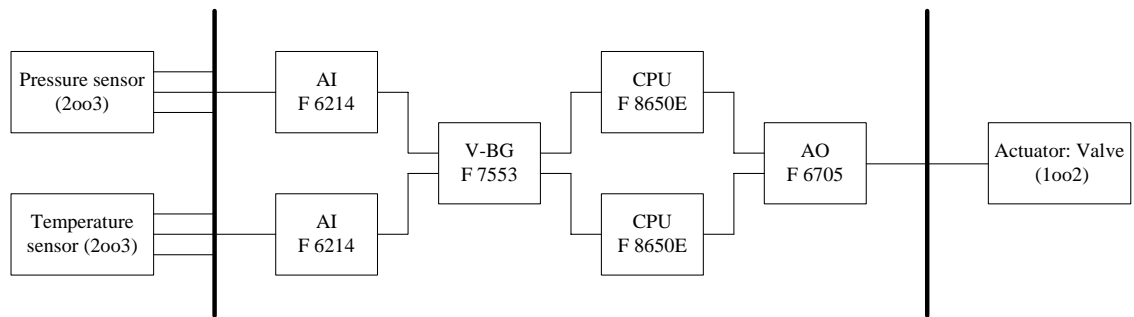 Pressure sensor
(2oo3)
AI
F 6214
CPU
F 8650E
V-BG
F 7553
AO
F 6705
Actuator: Valve
(1oo2)
Temperature
sensor (2oo3)
AI
F 6214
CPU
F 8650E